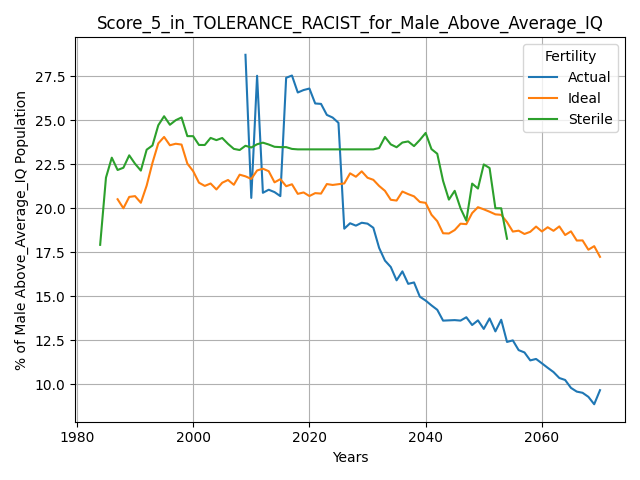 Score_5_in_TOLERANCE_RACIST_for_Male_Above_Average_IQ
% of Male Above_Average_IQ Population
27.5
25.0
22.5
20.0
17.5
15.0
12.5
10.0
Fertility
Actual
Ideal
Sterile
1980
2000
2020
2040
2060
Years